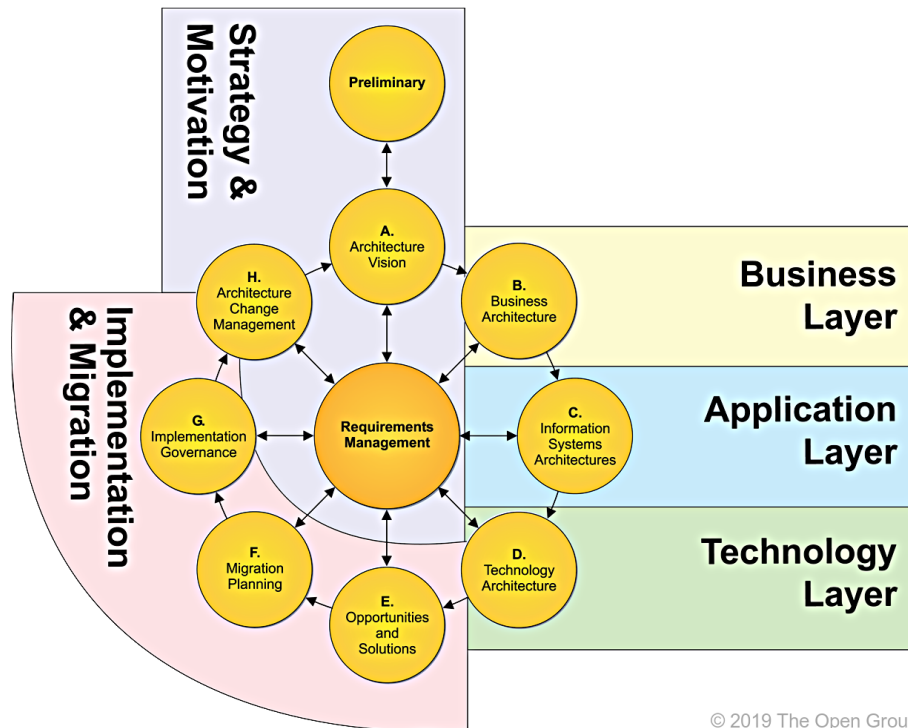 Strategy &
Motivation
Preliminary
A.
Architecture
Vision
H.
Architecture
Change
Management
B.
Business
Architecture
Business
Layer
Implementation
& Migration
G.
Implementation
Governance
Requirements
Management
C.
Information
Systems
Architectures
Application
Layer
F.
Migration
Planning
E.
Opportunities
and
Solutions
D.
Technology
Architecture
Technology
Layer
© 2019 The Open Grou